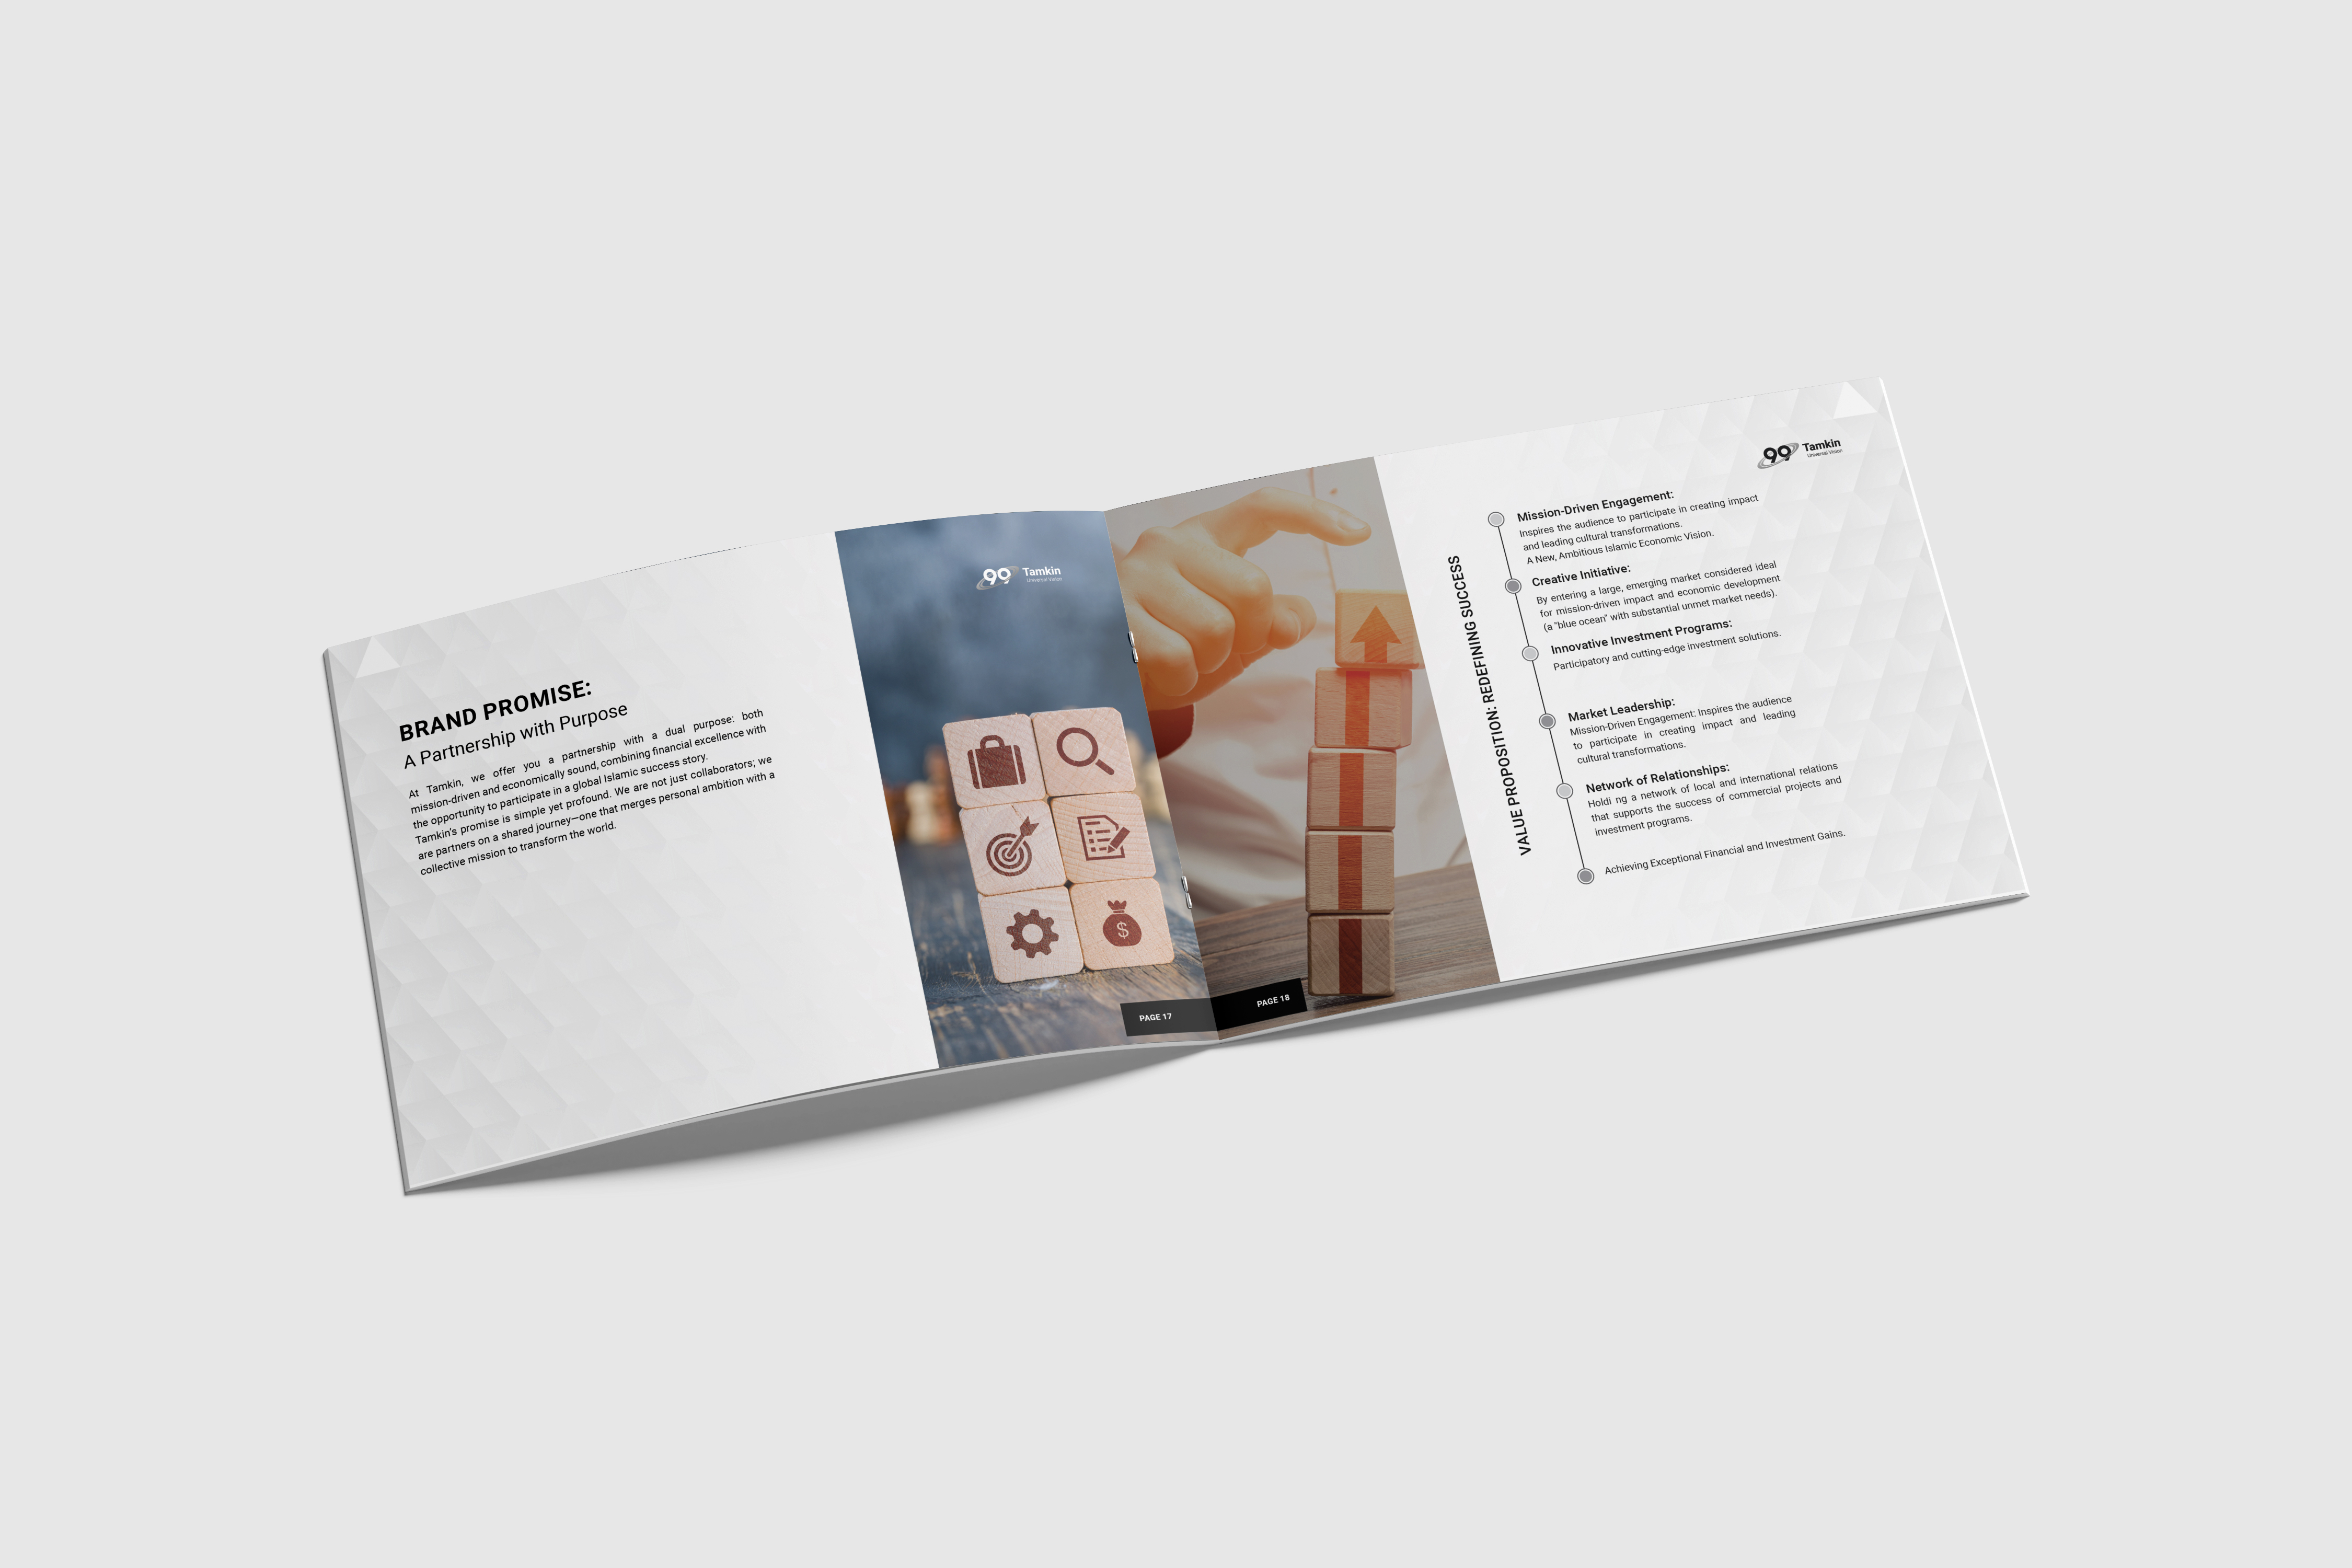 BRAND PROMISE:
A Partnership with Purpose
At Tamkin, we offer you a partnership with a dual purpose: both
mission-driven and economically sound, combining financial excellence with
the opportunity to participate in a global Islamic success story.
Tamkin's promise is simple yet profound. We are not just collaborators; we
are partners on a shared journey—one that merges personal ambition with a
collective mission to transform the world.
99 Tamkin
Universal Vision
$
PAGE 17
PAGE 18
VALUE PROPOSITION: REDEFINING SUCCESS
99 Tamkin
Universal Vision
Mission-Driven Engagement:
Inspires the audience to participate in creating impact
and leading cultural transformations.
A New, Ambitious Islamic Economic Vision.
Creative Initiative:
By entering a large, emerging market considered ideal
for mission-driven impact and economic development
(a "blue ocean" with substantial unmet market needs).
Innovative Investment Programs:
Participatory and cutting-edge investment solutions.
Market Leadership:
Mission-Driven Engagement: Inspires the audience
to participate in creating impact and leading
cultural transformations.
Network of Relationships:
Holdi ng a network of local and international relations
that supports the success of commercial projects and
investment programs.
Achieving Exceptional Financial and Investment Gains.